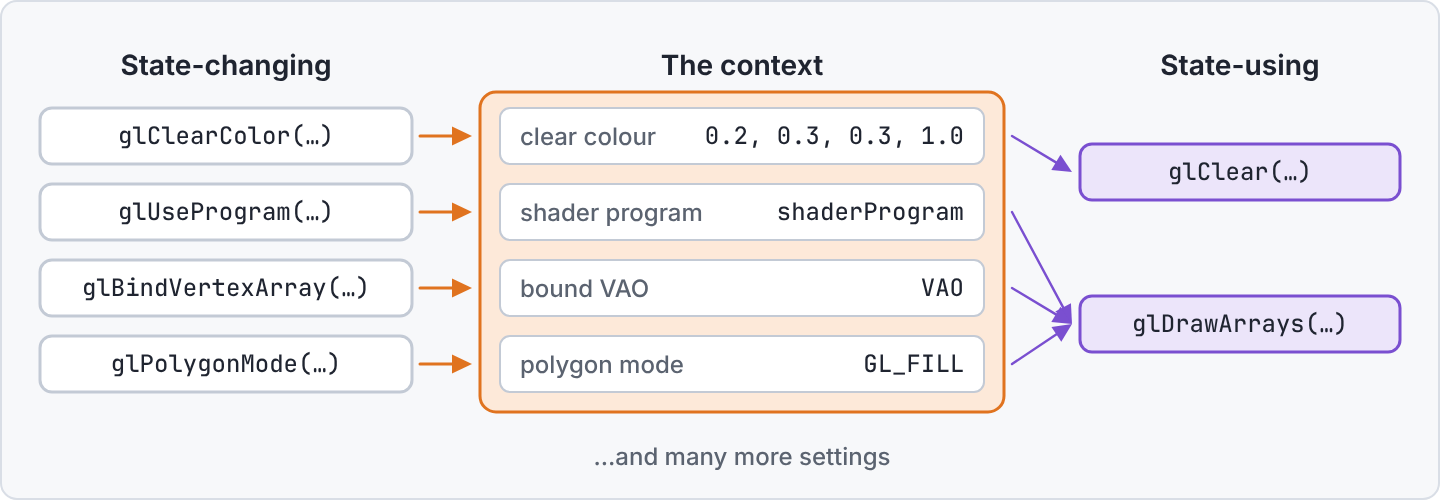 State-changing
The context
State-using
glClearColor(…)
clear colour 0.2, 0.3, 0.3, 1.0
glClear(…)
glUseProgram(…)
shader program shaderProgram
glBindVertexArray(…)
bound VAO VAO
glDrawArrays(…)
glPolygonMode(…)
polygon mode GL_FILL
...and many more settings